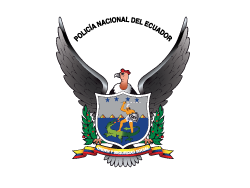 POLICÍA NACIONAL DEL ECUADOR